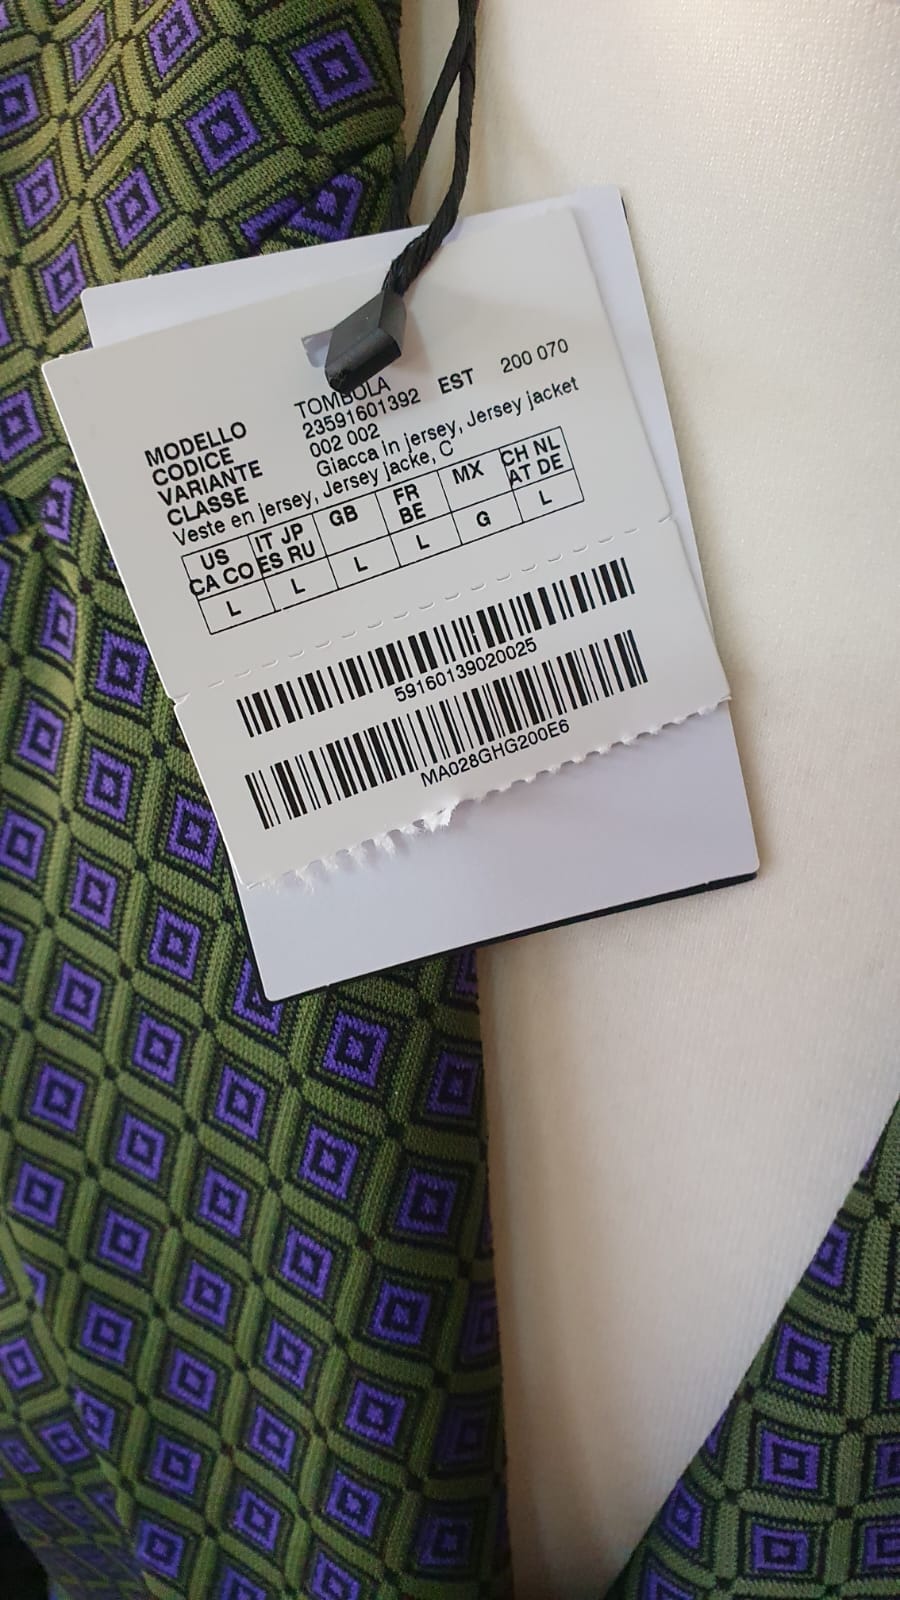 MODELLO TOMBOLA EST 200 070
CODICE 23591601392
VARIANTE 002 002
CLASSE Giacca in jersey, Jersey jacket
Veste en jersey, Jersey jacke, C
US CA CO IT JP ES RU GB FR BE MX CH NL AT DE
L L L L G L
59160139020025
MA028GHG200E6